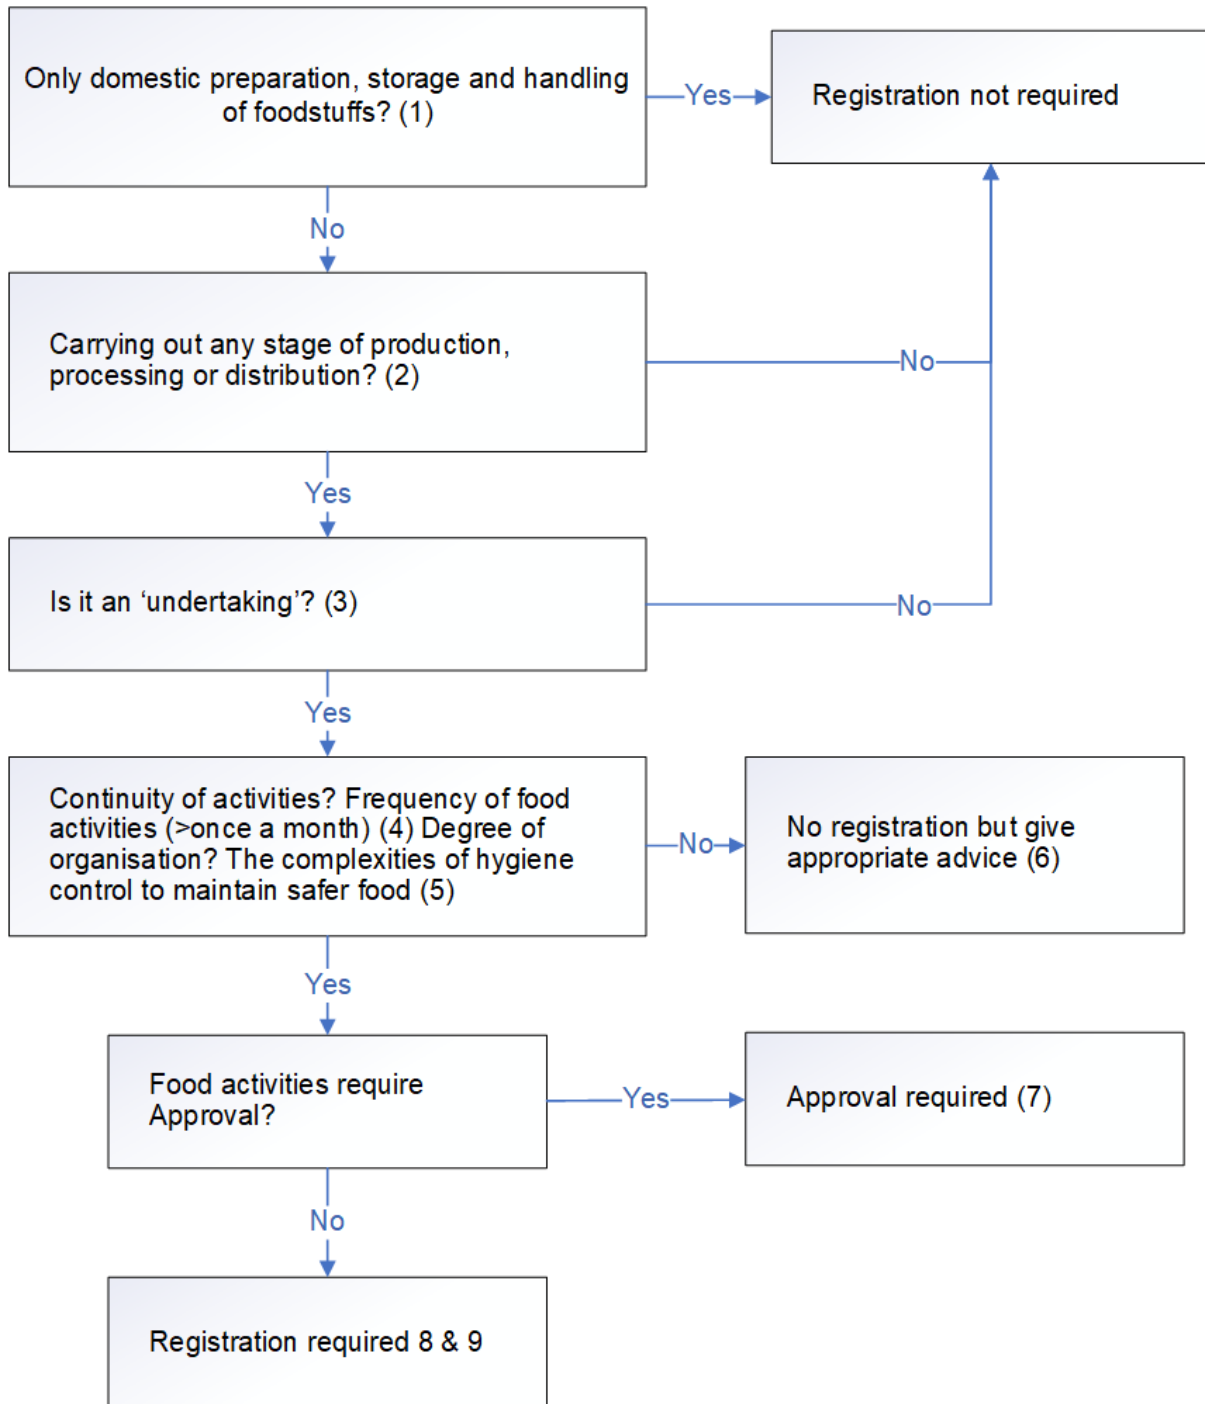 Only domestic preparation, storage and handling
of foodstuffs? (1)
Yes
Registration not required
No
Carrying out any stage of production,
processing or distribution? (2)
No
Yes
Is it an ‘undertaking’? (3)
No
Yes
Continuity of activities? Frequency of food
activities (>once a month) (4) Degree of
organisation? The complexities of hygiene
control to maintain safer food (5)
No
No registration but give
appropriate advice (6)
Yes
Food activities require
Approval?
Yes
Approval required (7)
No
Registration required 8 & 9